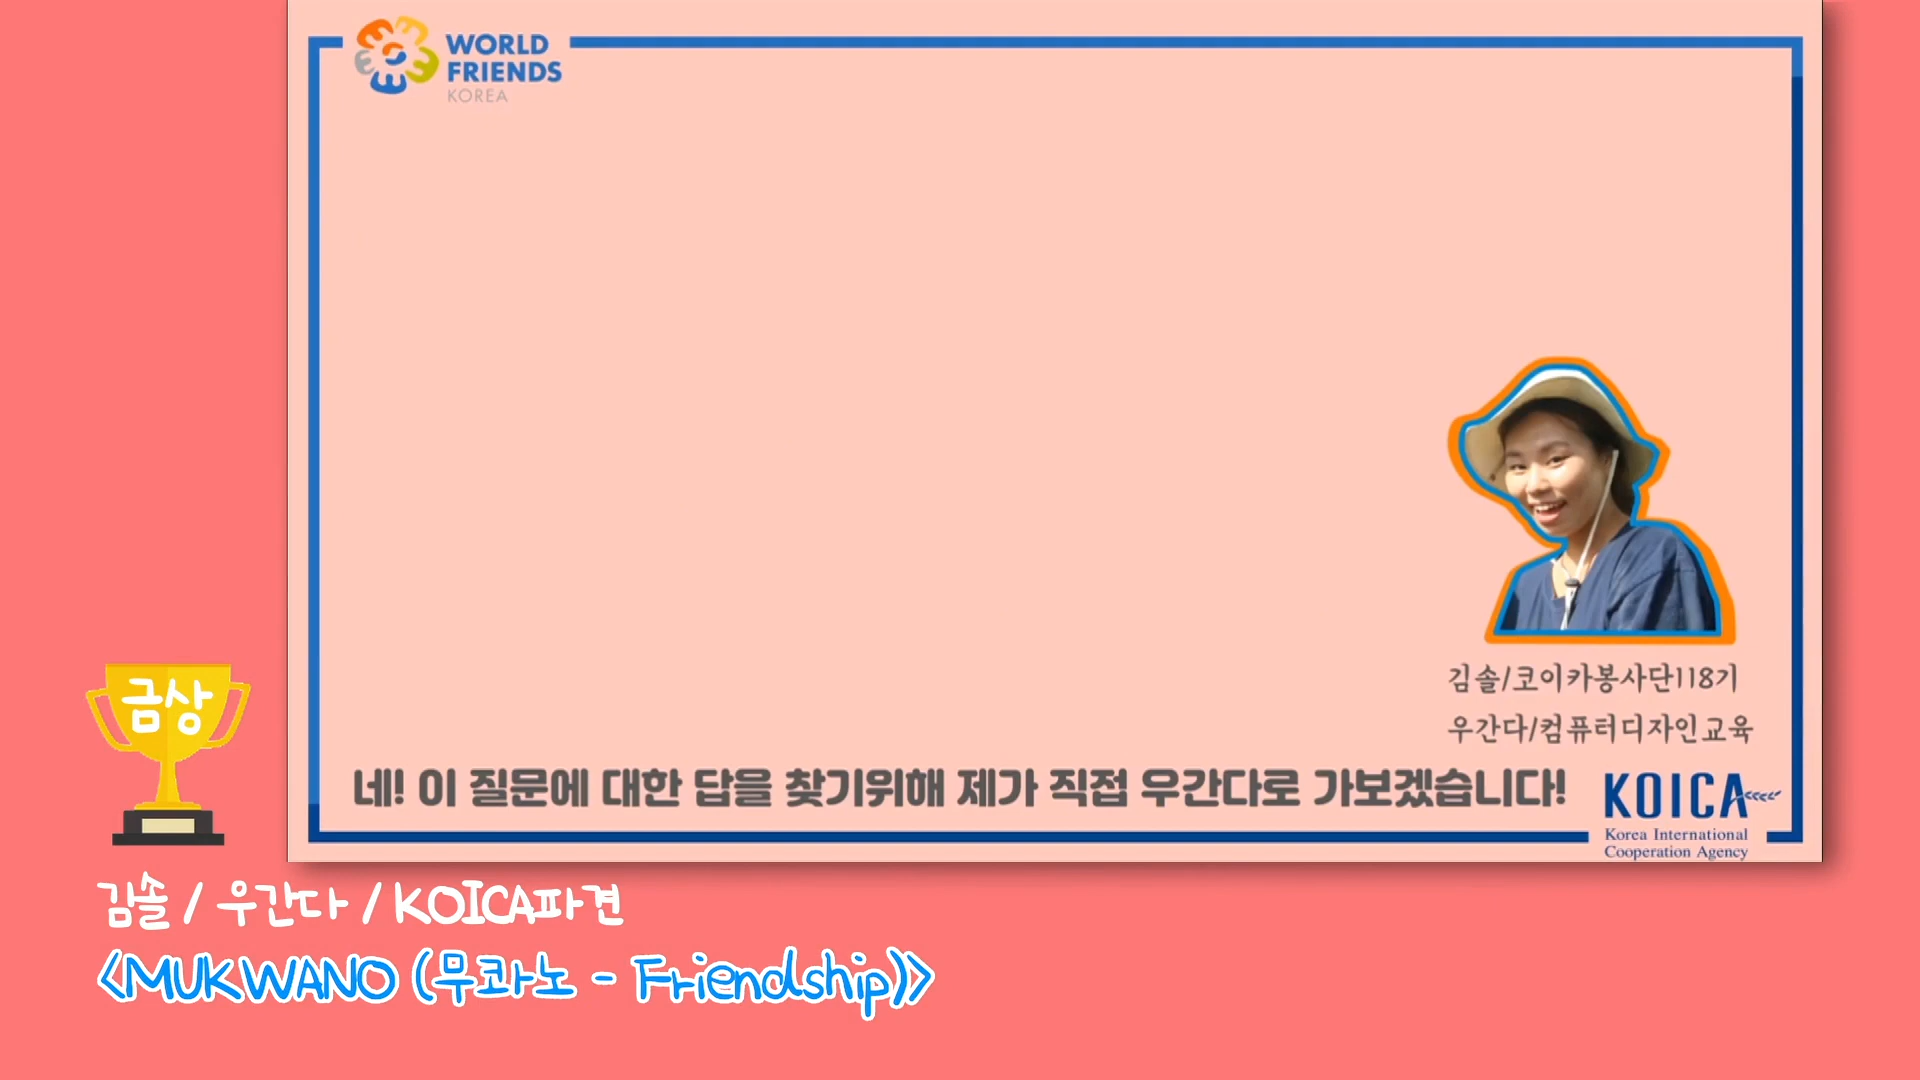 WORLD
FRIENDS
KOREA
김솔/코이카봉사단118기
우간다/컴퓨터디자인교육
네! 이 질문에 대한 답을 찾기위해 제가 직접 우간다로 가보겠습니다!
KOICA
Korea International
Cooperation Agency
금상
김솔 / 우간다 / KOICA파견
<MUKWANO (무콰노 - Friendship)>